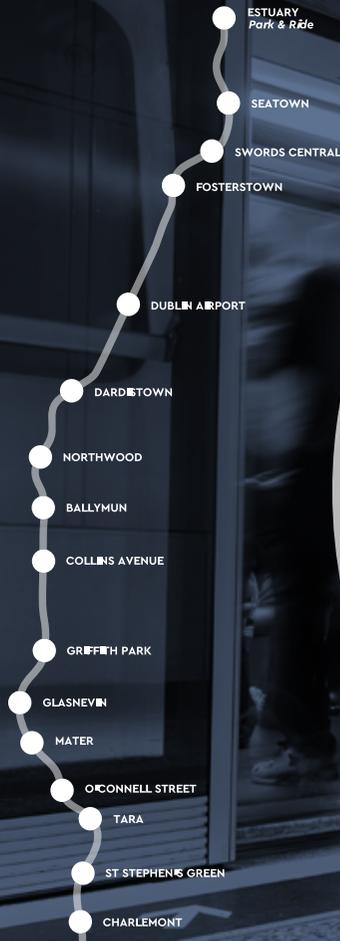 ESTUARY
Park & Ride
SEATOWN
SWORDS CENTRAL
FOSTERSTOWN
DUBLIN AIRPORT
DARDISTOWN
NORTHWOOD
BALLYMUN
COLLINS AVENUE
GRIFFITH PARK
GLASNEVIN
MATER
O'CONNELL STREET
TARA
ST STEPHEN'S GREEN
CHARLEMONT